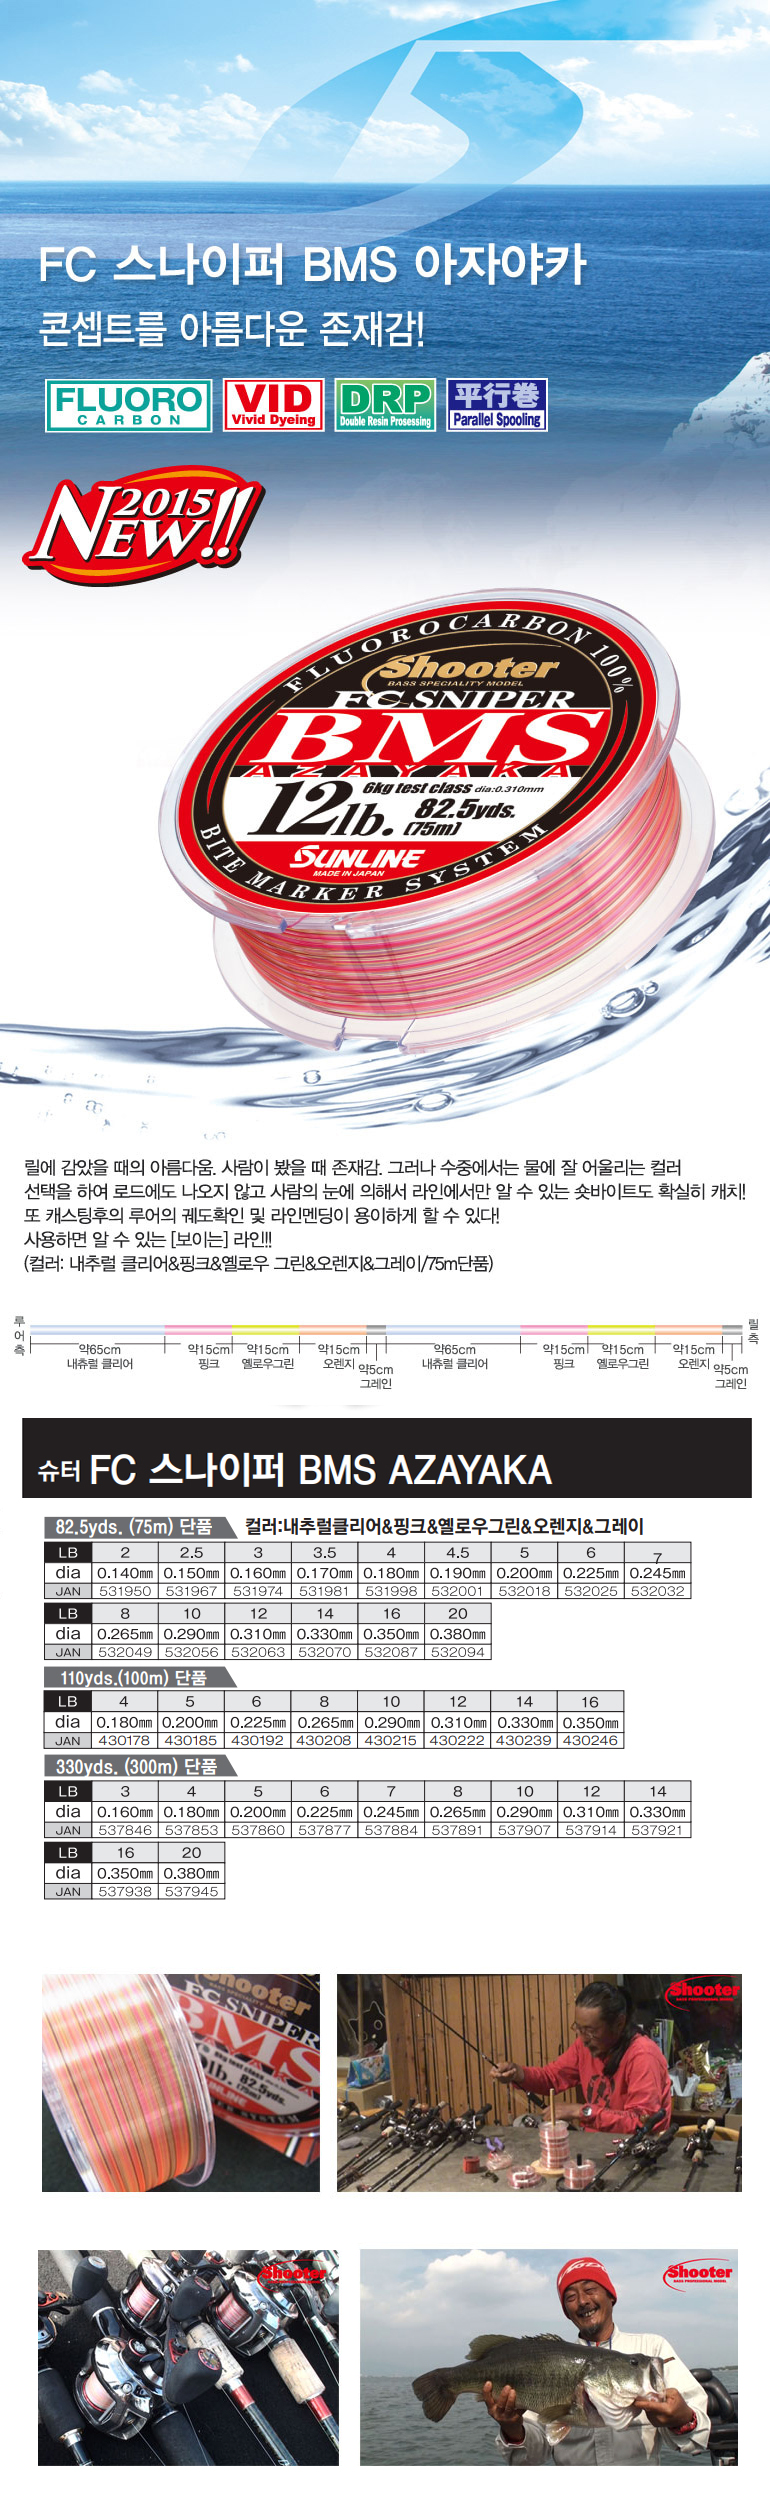 FC 스나이퍼 BMS 아자야카
콘셉트를 아름다운 존재감!
FLUORO VID DRP 平行巻
CARBON Vivid Dyeing Double Resin Prosessing Parallel Spooling
2015
NEW!!
FLUOROCARBON 100%
Shooter
BASS SPECIALITY MODEL
FC-SNIPER
BMS
AZAYAKA
6kg test class dia:0.310mm
12lb. 82.5yds.
(75m)
SUNLINE
MADE IN JAPAN
BITE MARKER SYSTEM
릴에 감았을 때의 아름다움. 사람이 봤을 때 존재감. 그러나 수중에서는 물에 잘 어울리는 컬러
선택을 하여 로드에도 나오지 않고 사람의 눈에 의해서 라인에서만 알 수 있는 숏바이트도 확실히 캐치!
또 캐스팅후의 루어의 궤도확인 및 라인멘딩이 용이하게 할 수 있다!
사용하면 알 수 있는 [보이는] 라인!!
(컬러: 내추럴 클리어&핑크&옐로우 그린&오렌지&그레이/75m단품)
루어측 릴측
약65cm 약15cm 약15cm 약15cm 약5cm 약65cm 약15cm 약15cm 약15cm 약5cm
내츄럴 클리어 핑크 옐로우그린 오렌지 그레인 내츄럴 클리어 핑크 옐로우그린 오렌지 그레인
슈터 FC 스나이퍼 BMS AZAYAKA
82.5yds. (75m) 단품 컬러:내추럴클리어&핑크&옐로우그린&오렌지&그레이
LB 2 2.5 3 3.5 4 4.5 5 6 7
dia 0.140㎜ 0.150㎜ 0.160㎜ 0.170㎜ 0.180㎜ 0.190㎜ 0.200㎜ 0.225㎜ 0.245㎜
JAN 531950 531967 531974 531981 531998 532001 532018 532025 532032
LB 8 10 12 14 16 20
dia 0.265㎜ 0.290㎜ 0.310㎜ 0.330㎜ 0.350㎜ 0.380㎜
JAN 532049 532056 532063 532070 532087 532094
110yds.(100m) 단품
LB 4 5 6 8 10 12 14 16
dia 0.180㎜ 0.200㎜ 0.225㎜ 0.265㎜ 0.290㎜ 0.310㎜ 0.330㎜ 0.350㎜
JAN 430178 430185 430192 430208 430215 430222 430239 430246
330yds. (300m) 단품
LB 3 4 5 6 7 8 10 12 14
dia 0.160㎜ 0.180㎜ 0.200㎜ 0.225㎜ 0.245㎜ 0.265㎜ 0.290㎜ 0.310㎜ 0.330㎜
JAN 537846 537853 537860 537877 537884 537891 537907 537914 537921
LB 16 20
dia 0.350㎜ 0.380㎜
JAN 537938 537945
Shooter
FC-SNIPER
BMS
82.5yds.
SUNLINE
Shooter
BASS PROFESSIONAL MODEL
Shooter
Shooter
BASS PROFESSIONAL MODEL